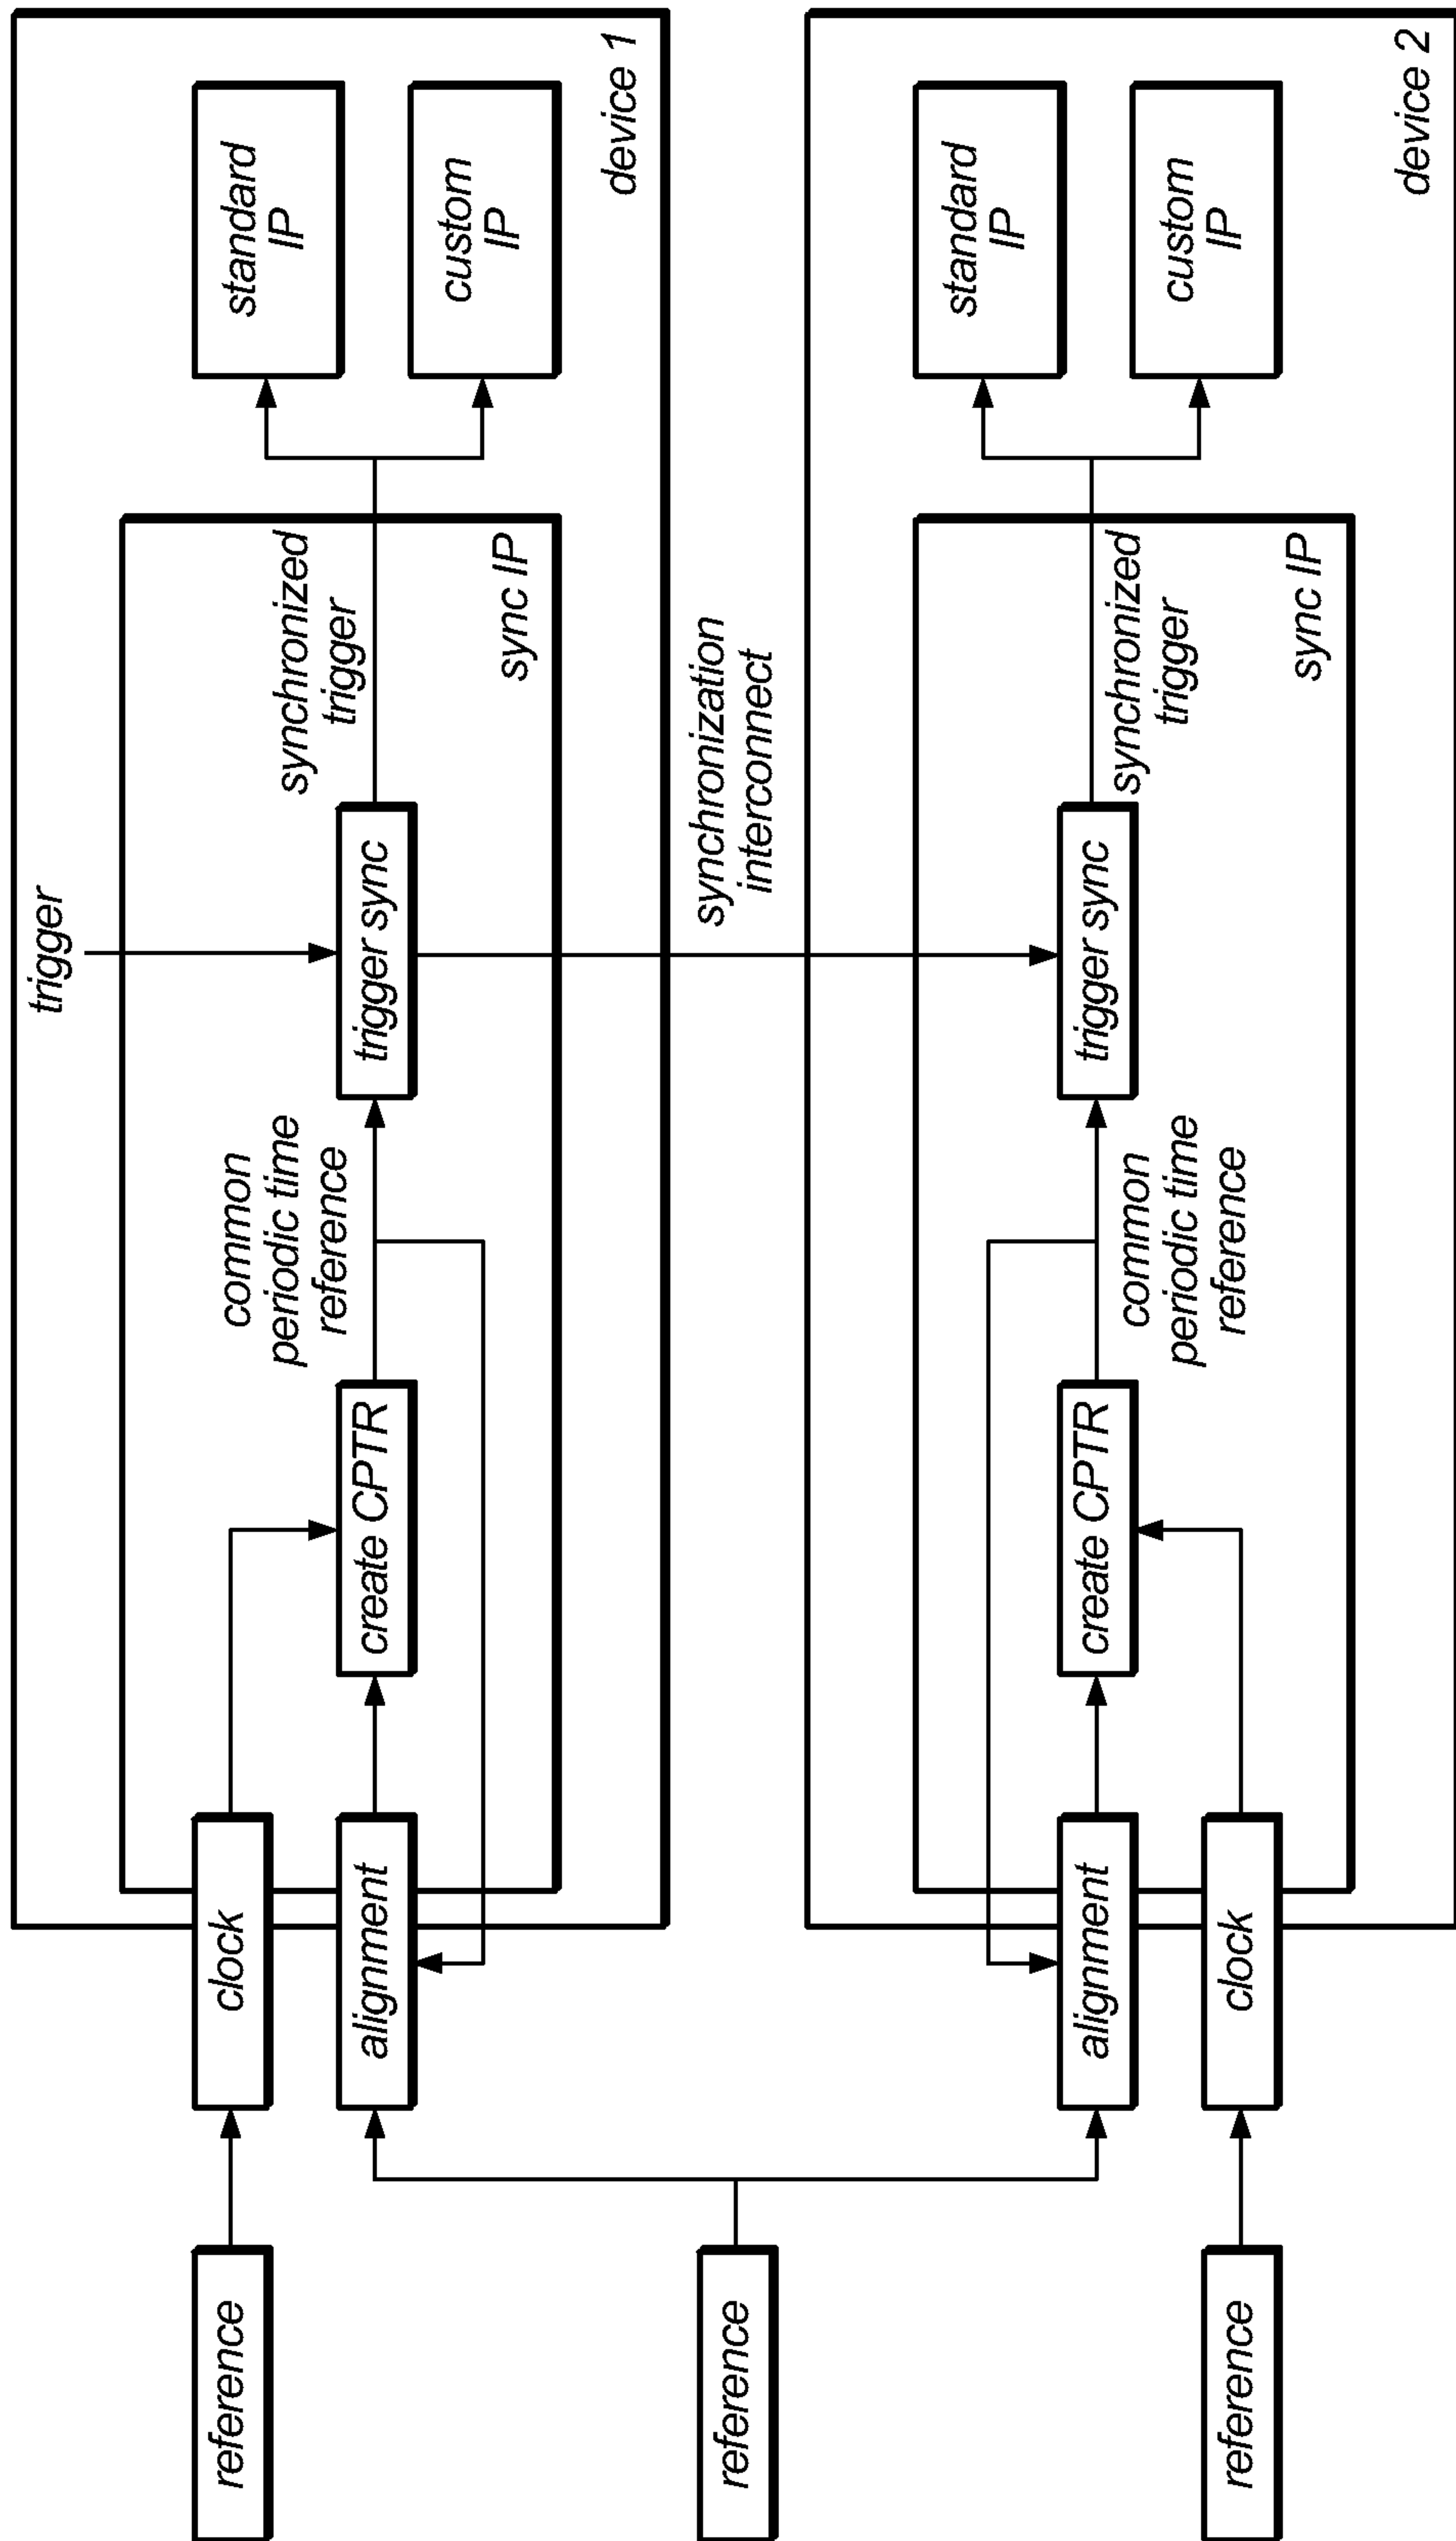 trigger
device 1
sync IP
reference
clock
alignment
create CPTR
common
periodic time
reference
trigger sync
synchronized
trigger
standard
IP
custom
IP
reference
synchronization
interconnect
device 2
sync IP
alignment
clock
reference
create CPTR
common
periodic time
reference
trigger sync
synchronized
trigger
standard
IP
custom
IP